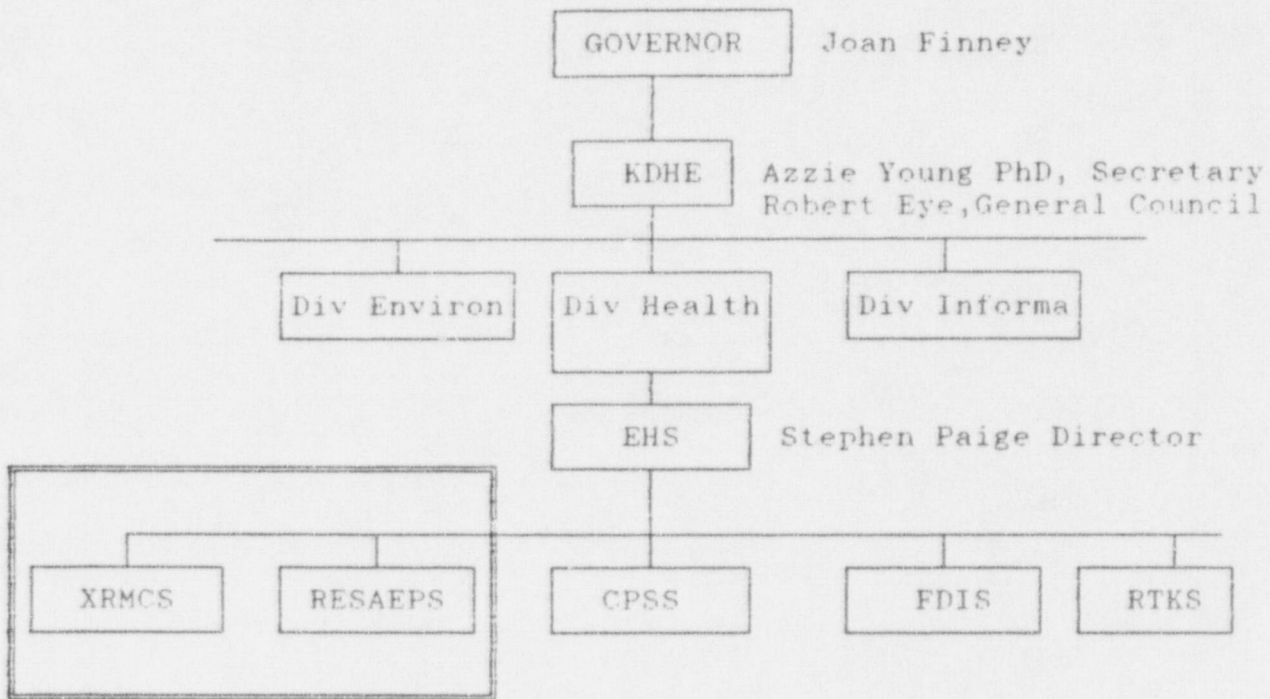 GOVERNOR Joan Finney
KDHE Azzie Young PhD, Secretary
Robert Eye,General Council
Div Environ Div Health Div Informa
EHS Stephen Paige Director
XRMCS RESAEPS CPSS FDIS RTKS